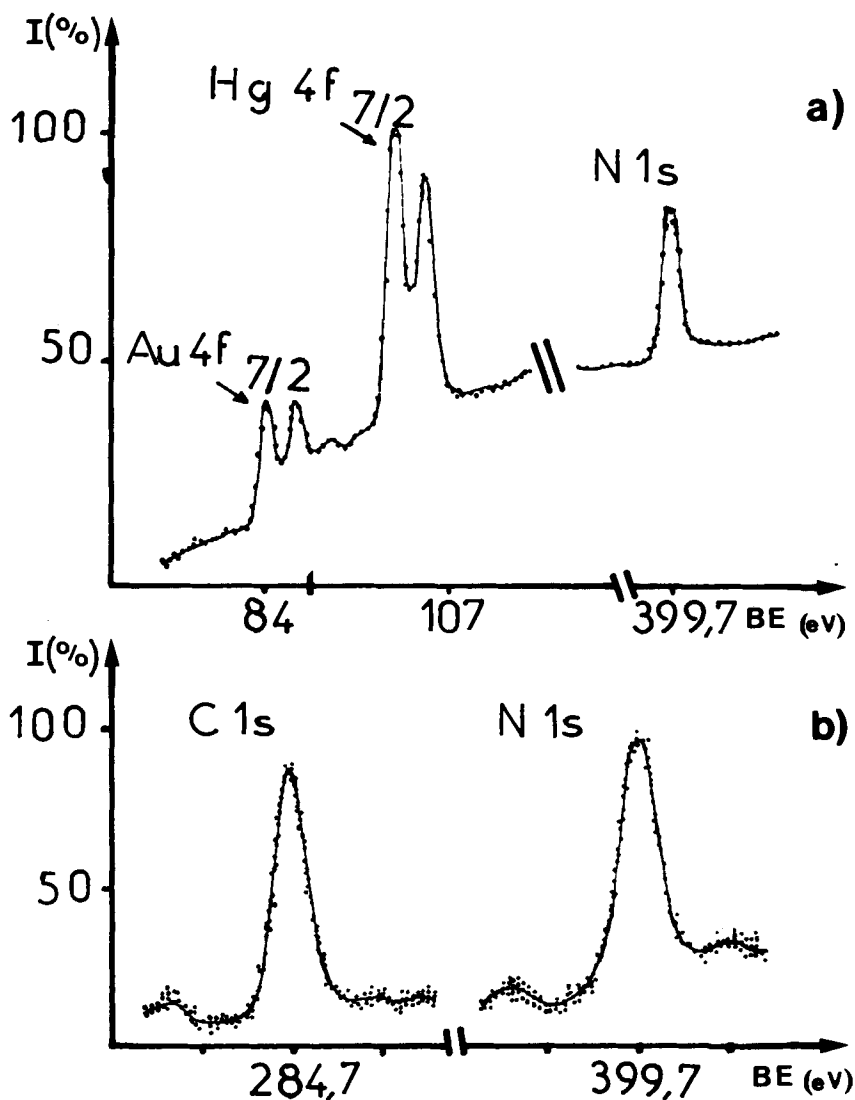 I(%)
Hg 4f 7/2
a)
100
N 1s
50
Au 4f 7/2
84
107
399,7
BE (eV)
I(%)
C 1s
N 1s
b)
100
50
284,7
399,7
BE (eV)